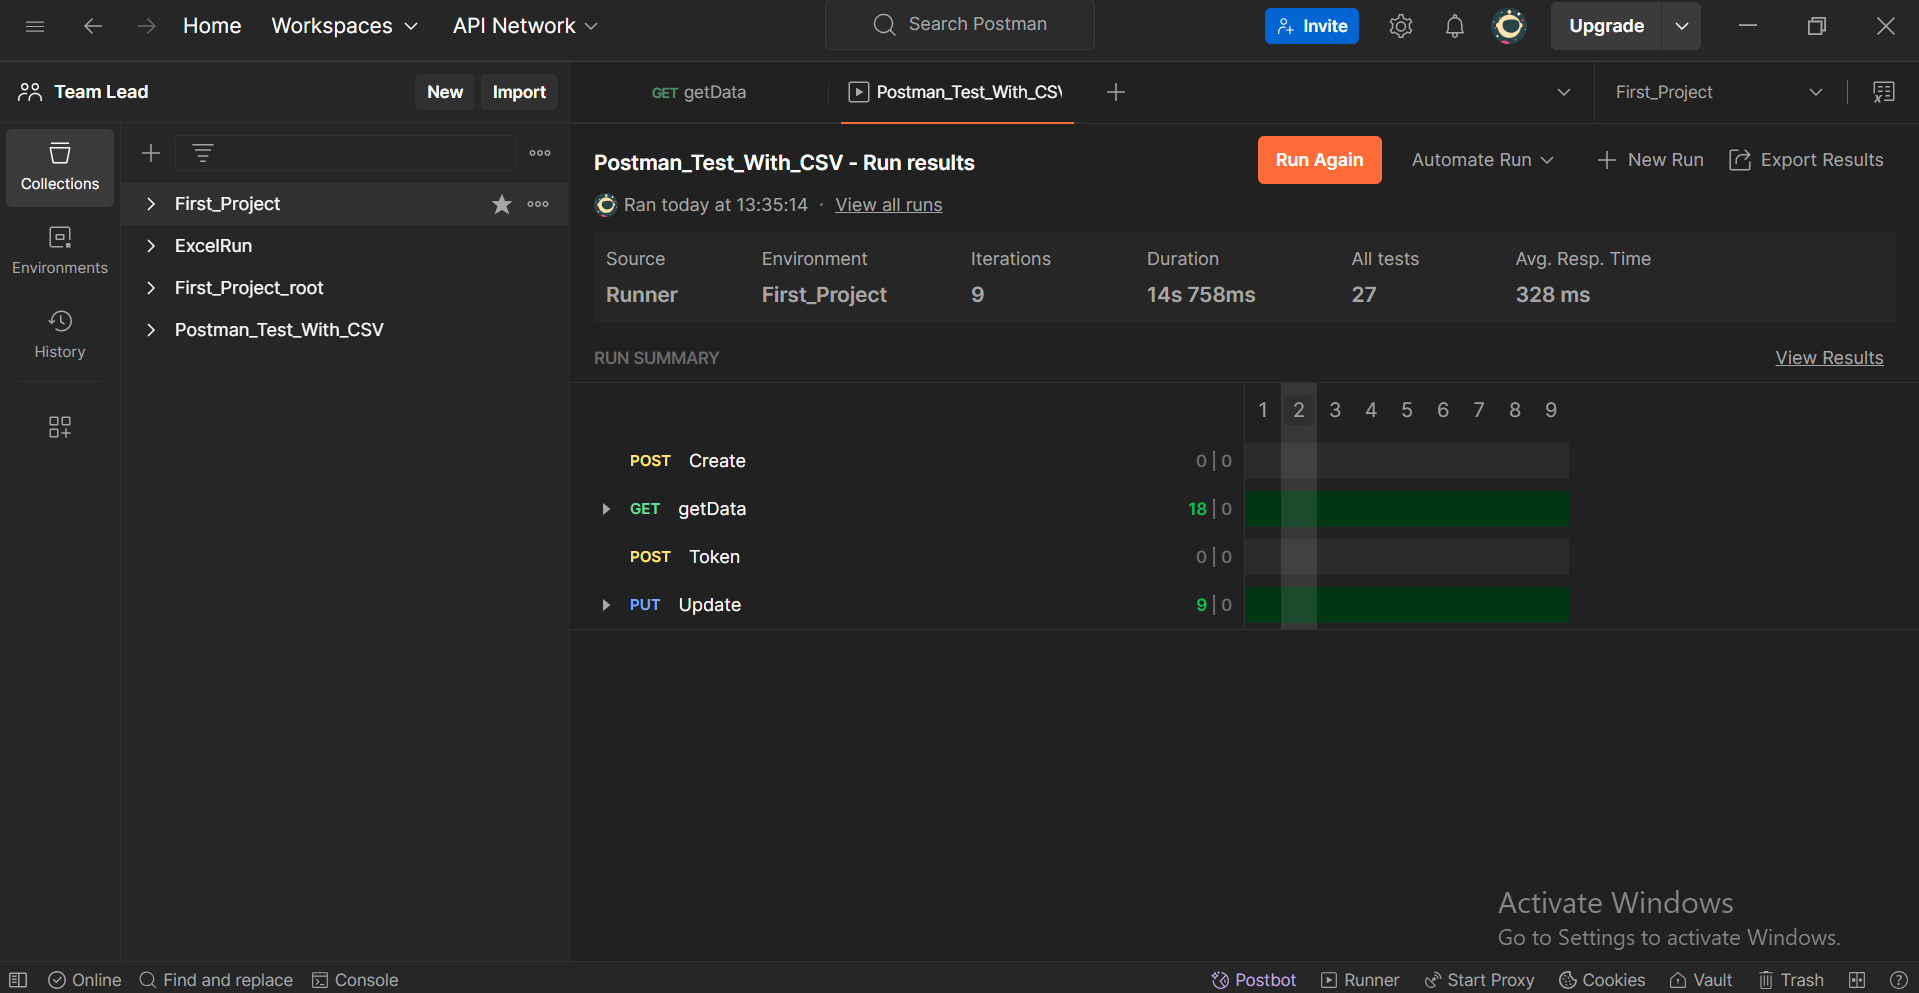 Home Workspaces API Network Search Postman Invite Upgrade
Team Lead New Import GET getData Postman_Test_With_CSV First_Project
Collections
Environments
History
First_Project
ExcelRun
First_Project_root
Postman_Test_With_CSV
Postman_Test_With_CSV - Run results Run Again Automate Run New Run Export Results
Ran today at 13:35:14 · View all runs
Source Environment Iterations Duration All tests Avg. Resp. Time
Runner First_Project 9 14s 758ms 27 328 ms
RUN SUMMARY View Results
1 2 3 4 5 6 7 8 9
POST Create 0 | 0
GET getData 18 | 0
POST Token 0 | 0
PUT Update 9 | 0
Activate Windows
Go to Settings to activate Windows.
Online Find and replace Console Postbot Runner Start Proxy Cookies Vault Trash